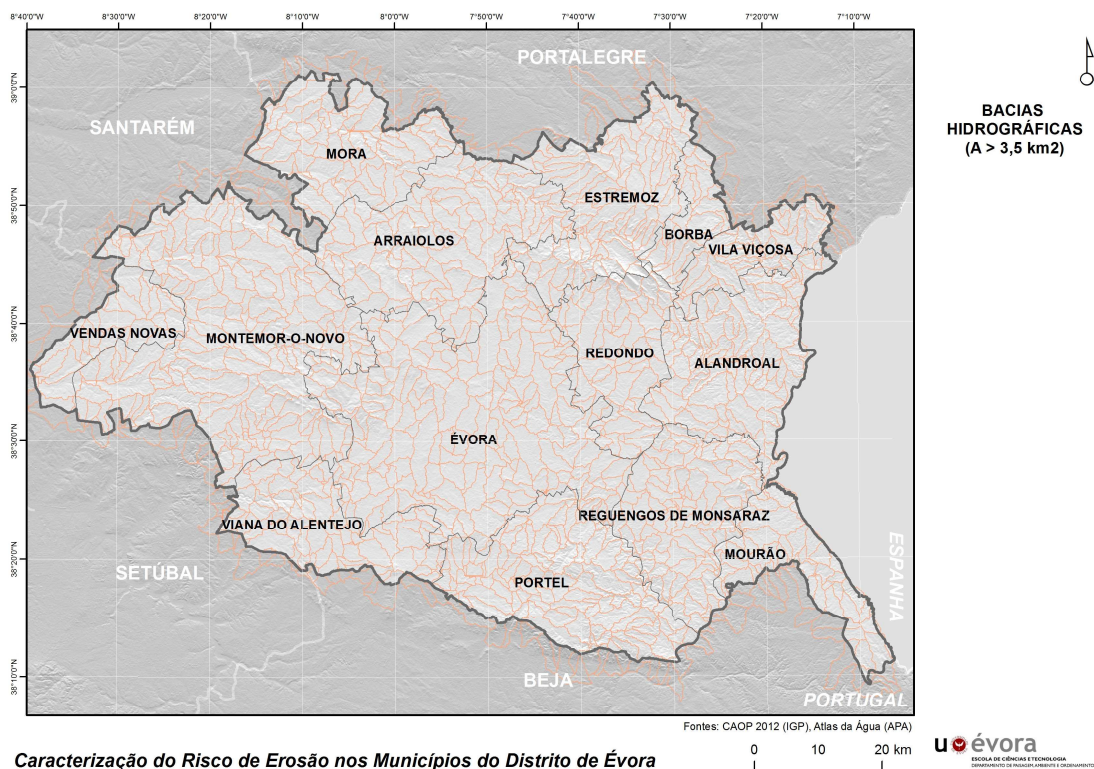 8°40'0"W 8°30'0"W 8°20'0"W 8°10'0"W 8°0'0"W 7°50'0"W 7°40'0"W 7°30'0"W 7°20'0"W 7°10'0"W
39°0'0"N
38°50'0"N
38°40'0"N
38°30'0"N
38°20'0"N
38°10'0"N
PORTALEGRE
SANTARÉM
MORA
ESTREMOZ
ARRAIOLOS
BORBA
VILA VIÇOSA
VENDAS NOVAS
MONTEMOR-O-NOVO
REDONDO
ALANDROAL
ÉVORA
REGUENGOS DE MONSARAZ
VIANA DO ALENTEJO
MOURÃO
SETÚBAL
PORTEL
ESPANHA
BEJA
PORTUGAL
BACIAS
HIDROGRÁFICAS
(A > 3,5 km2)
Fontes: CAOP 2012 (IGP), Atlas da Água (APA)
Caracterização do Risco de Erosão nos Municípios do Distrito de Évora
0 10 20 km
u évora
ESCOLA DE CIÊNCIAS E TECNOLOGIA
DEPARTAMENTO DE PAISAGEM, AMBIENTE E ORDENAMENTO